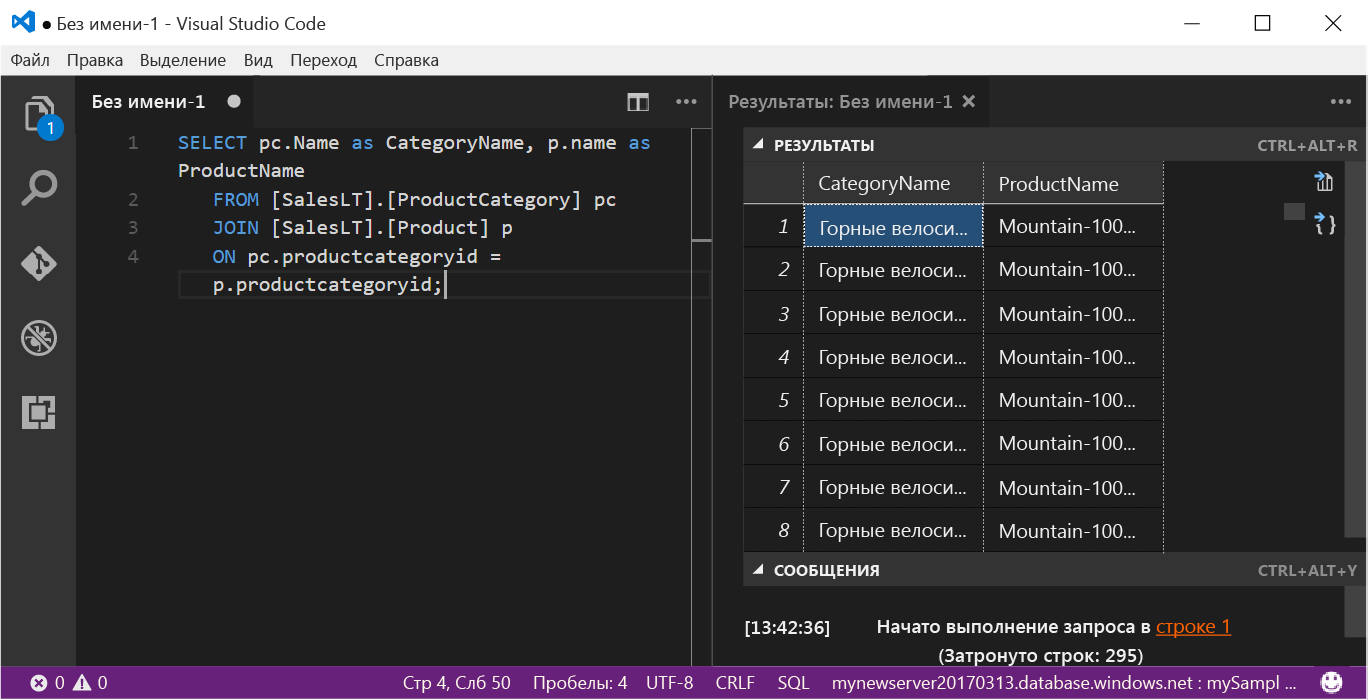 ● Без имени-1 - Visual Studio Code
Файл Правка Выделение Вид Переход Справка
1
Без имени-1 ●
1 SELECT pc.Name as CategoryName, p.name as
ProductName
2 FROM [SalesLT].[ProductCategory] pc
3 JOIN [SalesLT].[Product] p
4 ON pc.productcategoryid =
p.productcategoryid;
Результаты: Без имени-1
РЕЗУЛЬТАТЫ CTRL+ALT+R
CategoryName ProductName
1 Горные велоси... Mountain-100...
2 Горные велоси... Mountain-100...
3 Горные велоси... Mountain-100...
4 Горные велоси... Mountain-100...
5 Горные велоси... Mountain-100...
6 Горные велоси... Mountain-100...
7 Горные велоси... Mountain-100...
8 Горные велоси... Mountain-100...
СООБЩЕНИЯ CTRL+ALT+Y
[13:42:36] Начато выполнение запроса в строке 1
(Затронуто строк: 295)
0 0 Стр 4, Слб 50 Пробелы: 4 UTF-8 CRLF SQL mynewserver20170313.database.windows.net : mySampl ...